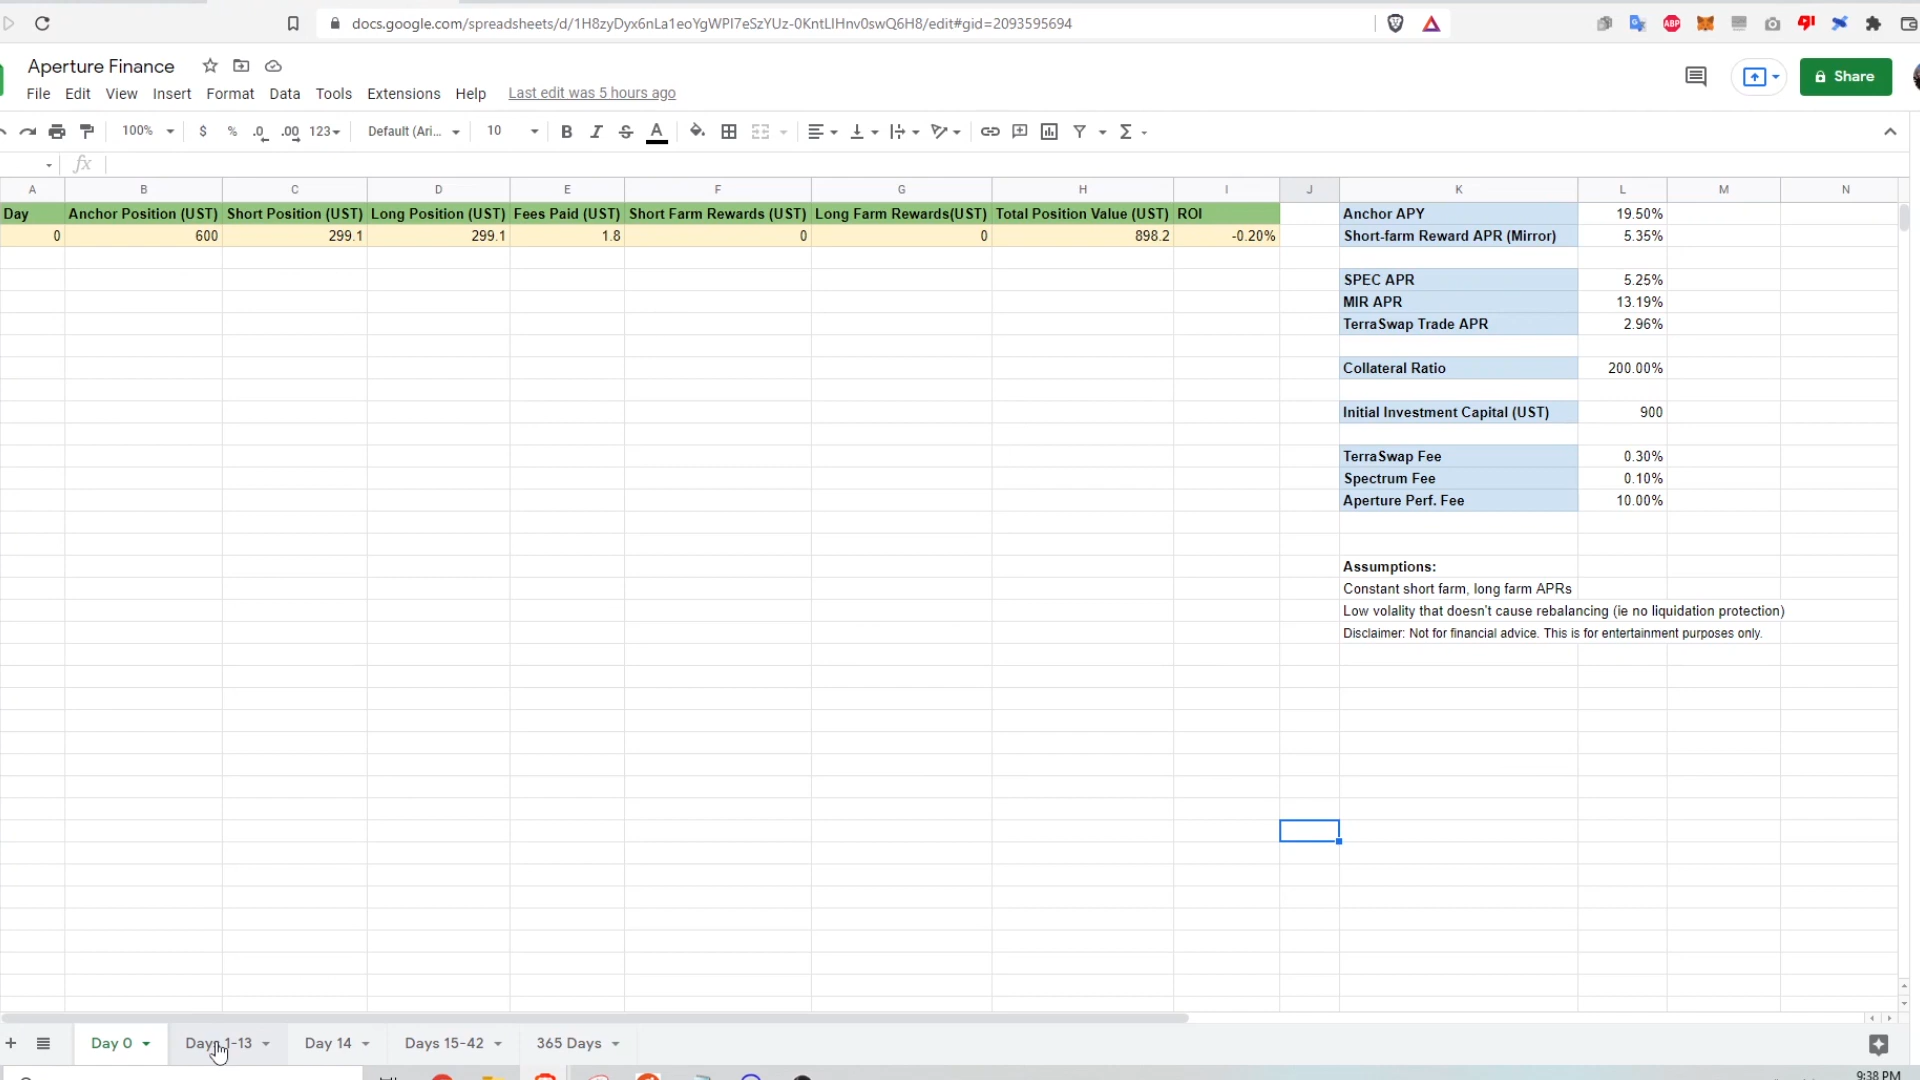 docs.google.com/spreadsheets/d/1H8zyDyx6nLa1eoYgWPI7eSzYUz-0KntLIHnv0swQ6H8/edit#gid=2093595694
ABP
Aperture Finance
Share
File Edit View Insert Format Data Tools Extensions Help Last edit was 5 hours ago
100% $ % .0 .00 123 Default (Ari... 10 B I S A Σ
fx
A B C D E F G H I J K L M N
Day Anchor Position (UST) Short Position (UST) Long Position (UST) Fees Paid (UST) Short Farm Rewards (UST) Long Farm Rewards(UST) Total Position Value (UST) ROI Anchor APY 19.50%
0 600 299.1 299.1 1.8 0 0 898.2 -0.20% Short-farm Reward APR (Mirror) 5.35%
SPEC APR 5.25%
MIR APR 13.19%
TerraSwap Trade APR 2.96%
Collateral Ratio 200.00%
Initial Investment Capital (UST) 900
TerraSwap Fee 0.30%
Spectrum Fee 0.10%
Aperture Perf. Fee 10.00%
Assumptions:
Constant short farm, long farm APRs
Low volality that doesn't cause rebalancing (ie no liquidation protection)
Disclaimer: Not for financial advice. This is for entertainment purposes only.
+ Day 0 Days 1-13 Day 14 Days 15-42 365 Days
9:38 PM